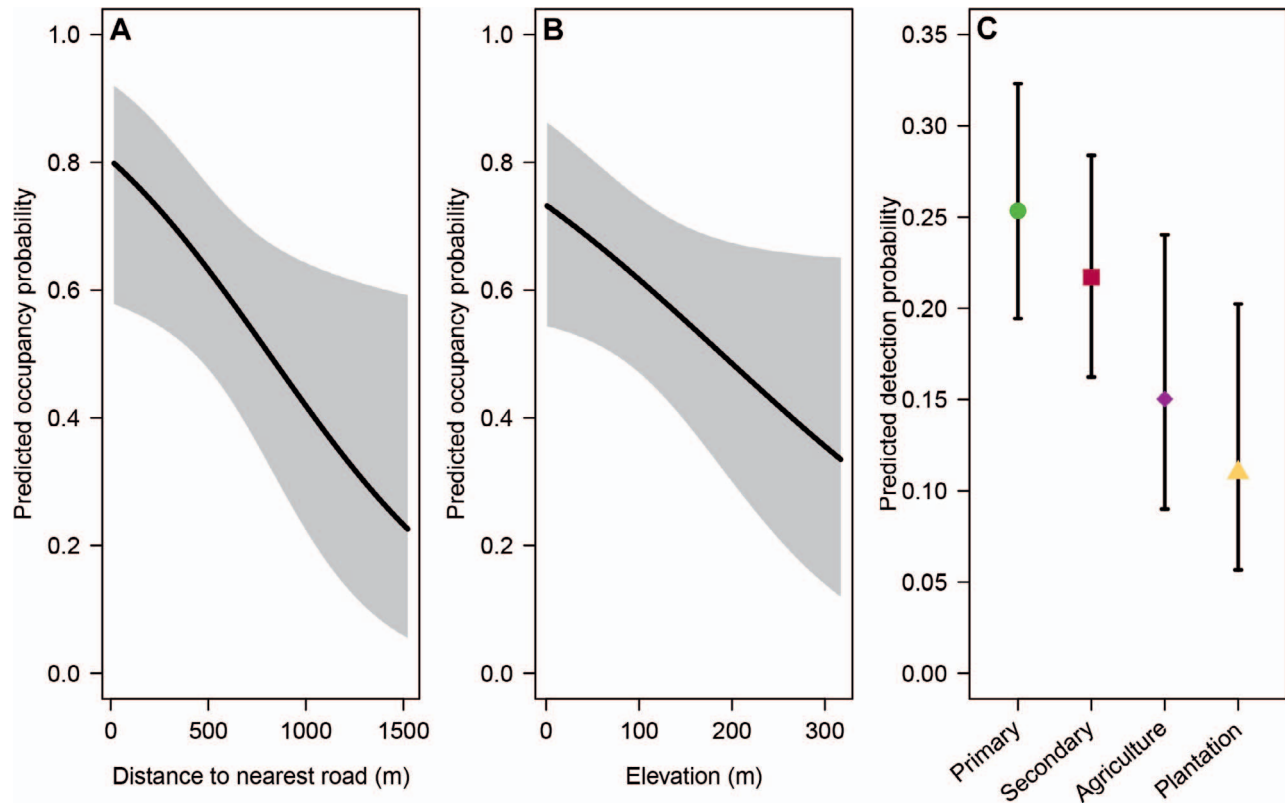 A
1.0
0.8
0.6
0.4
0.2
0.0
Predicted occupancy probability
0
500
1000
1500
Distance to nearest road (m)
B
1.0
0.8
0.6
0.4
0.2
0.0
Predicted occupancy probability
0
100
200
300
Elevation (m)
C
0.35
0.30
0.25
0.20
0.15
0.10
0.05
0.00
Predicted detection probability
Primary
Secondary
Agriculture
Plantation